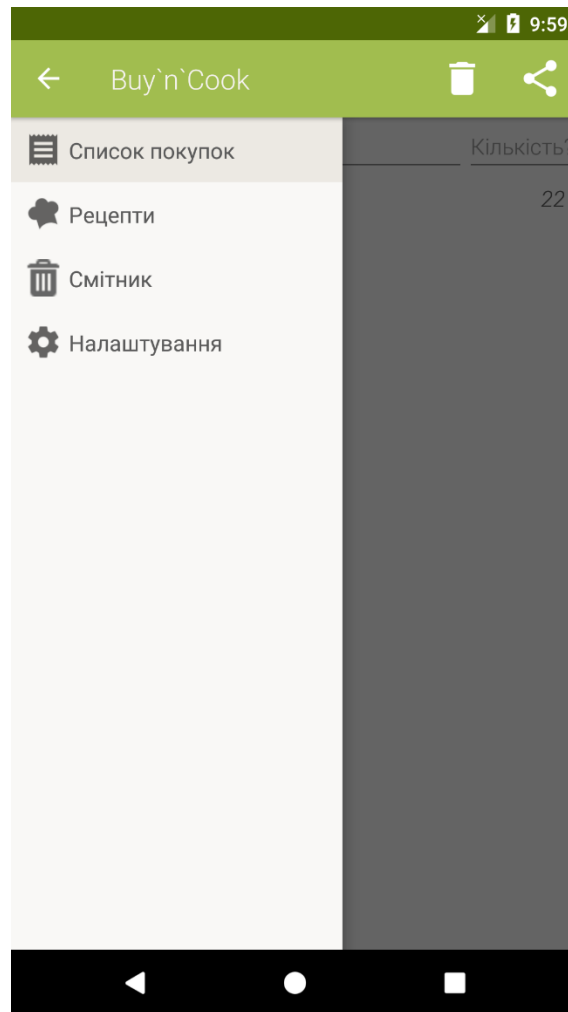 9:59
Buy`n`Cook
Список покупок
Кількість?
Рецепти
22
Смітник
Налаштування